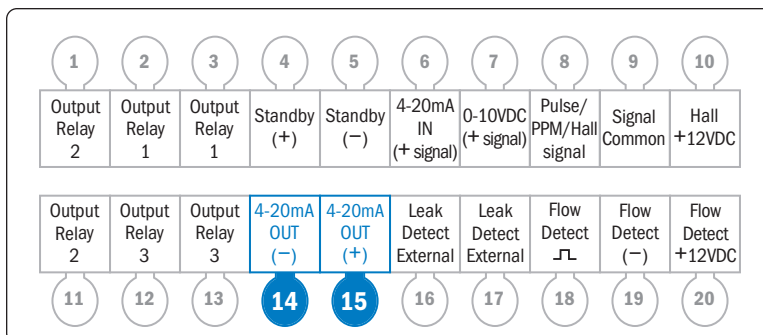 1 2 3 4 5 6 7 8 9 10
Output Relay 2
Output Relay 1
Output Relay 1
Standby (+)
Standby (−)
4-20mA IN (+ signal)
0-10VDC (+ signal)
Pulse/ PPM/Hall signal
Signal Common
Hall +12VDC
Output Relay 2
Output Relay 3
Output Relay 3
4-20mA OUT (−)
4-20mA OUT (+)
Leak Detect External
Leak Detect External
Flow Detect
Flow Detect (−)
Flow Detect +12VDC
11 12 13 14 15 16 17 18 19 20